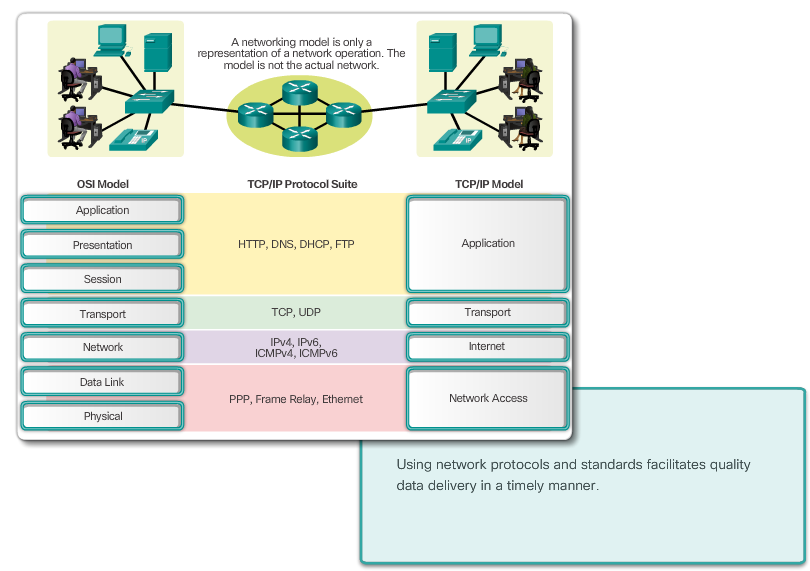 A networking model is only a
representation of a network operation. The
model is not the actual network.
OSI Model
TCP/IP Protocol Suite
TCP/IP Model
Application
Presentation
Session
HTTP, DNS, DHCP, FTP
Application
Transport
TCP, UDP
Transport
Network
IPv4, IPv6,
ICMPv4, ICMPv6
Internet
Data Link
Physical
PPP, Frame Relay, Ethernet
Network Access
Using network protocols and standards facilitates quality
data delivery in a timely manner.